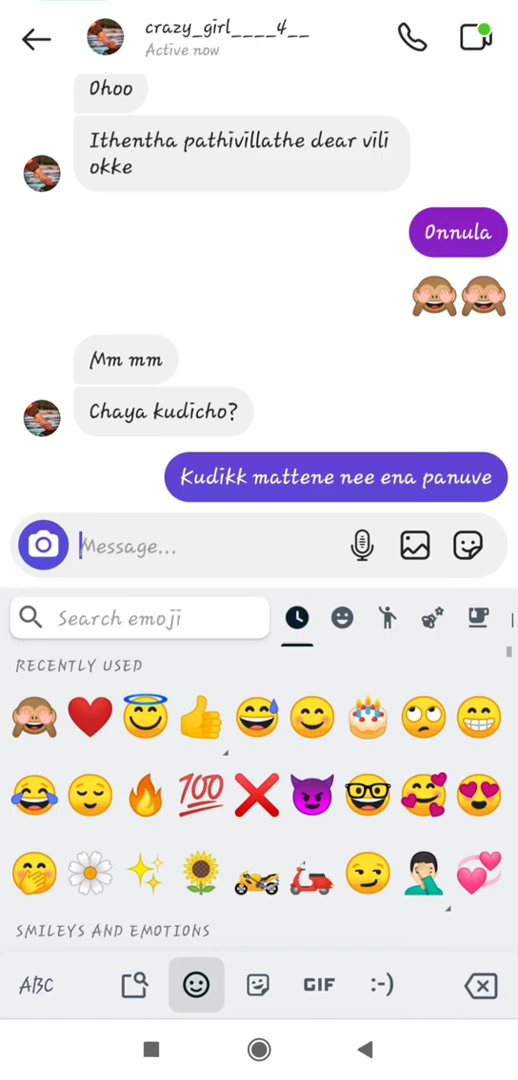 crazy_girl____4__
Active now
Ohoo
Ithentha pathivillathe dear vili
okke
Onnula
Mm mm
Chaya kudicho?
Kudikk mattene nee ena panuve
Message...
Search emoji
RECENTLY USED
100
SMILEYS AND EMOTIONS
ABC
GIF
:-)